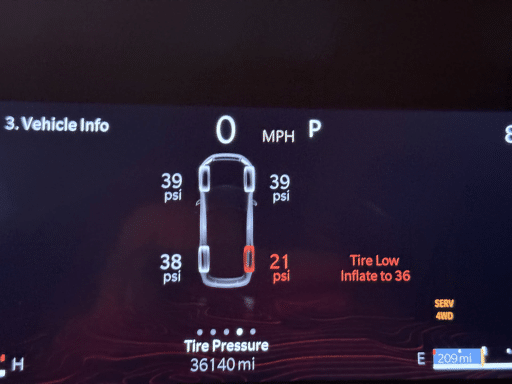 3. Vehicle Info
0 MPH P
8
39 psi
39 psi
38 psi
21 psi
Tire Low
Inflate to 36
SERV
4WD
Tire Pressure
36140 mi
H
E 209 mi